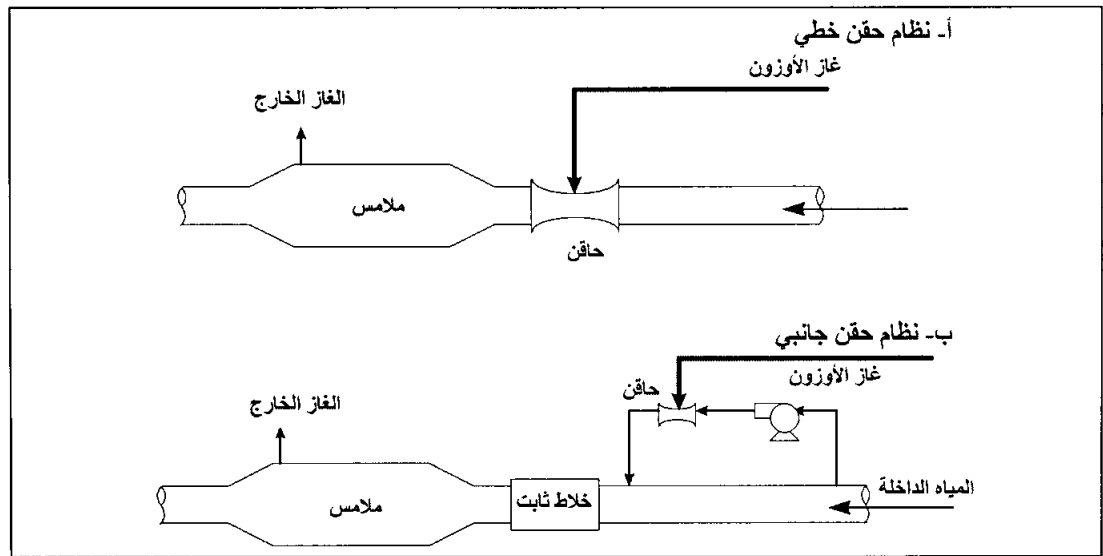 أ- نظام حقن خطي
غاز الأوزون
الغاز الخارج
ملامس
حاقن
ب- نظام حقن جانبي
غاز الأوزون
حاقن
الغاز الخارج
المياه الداخلة
خلاط ثابت
ملامس